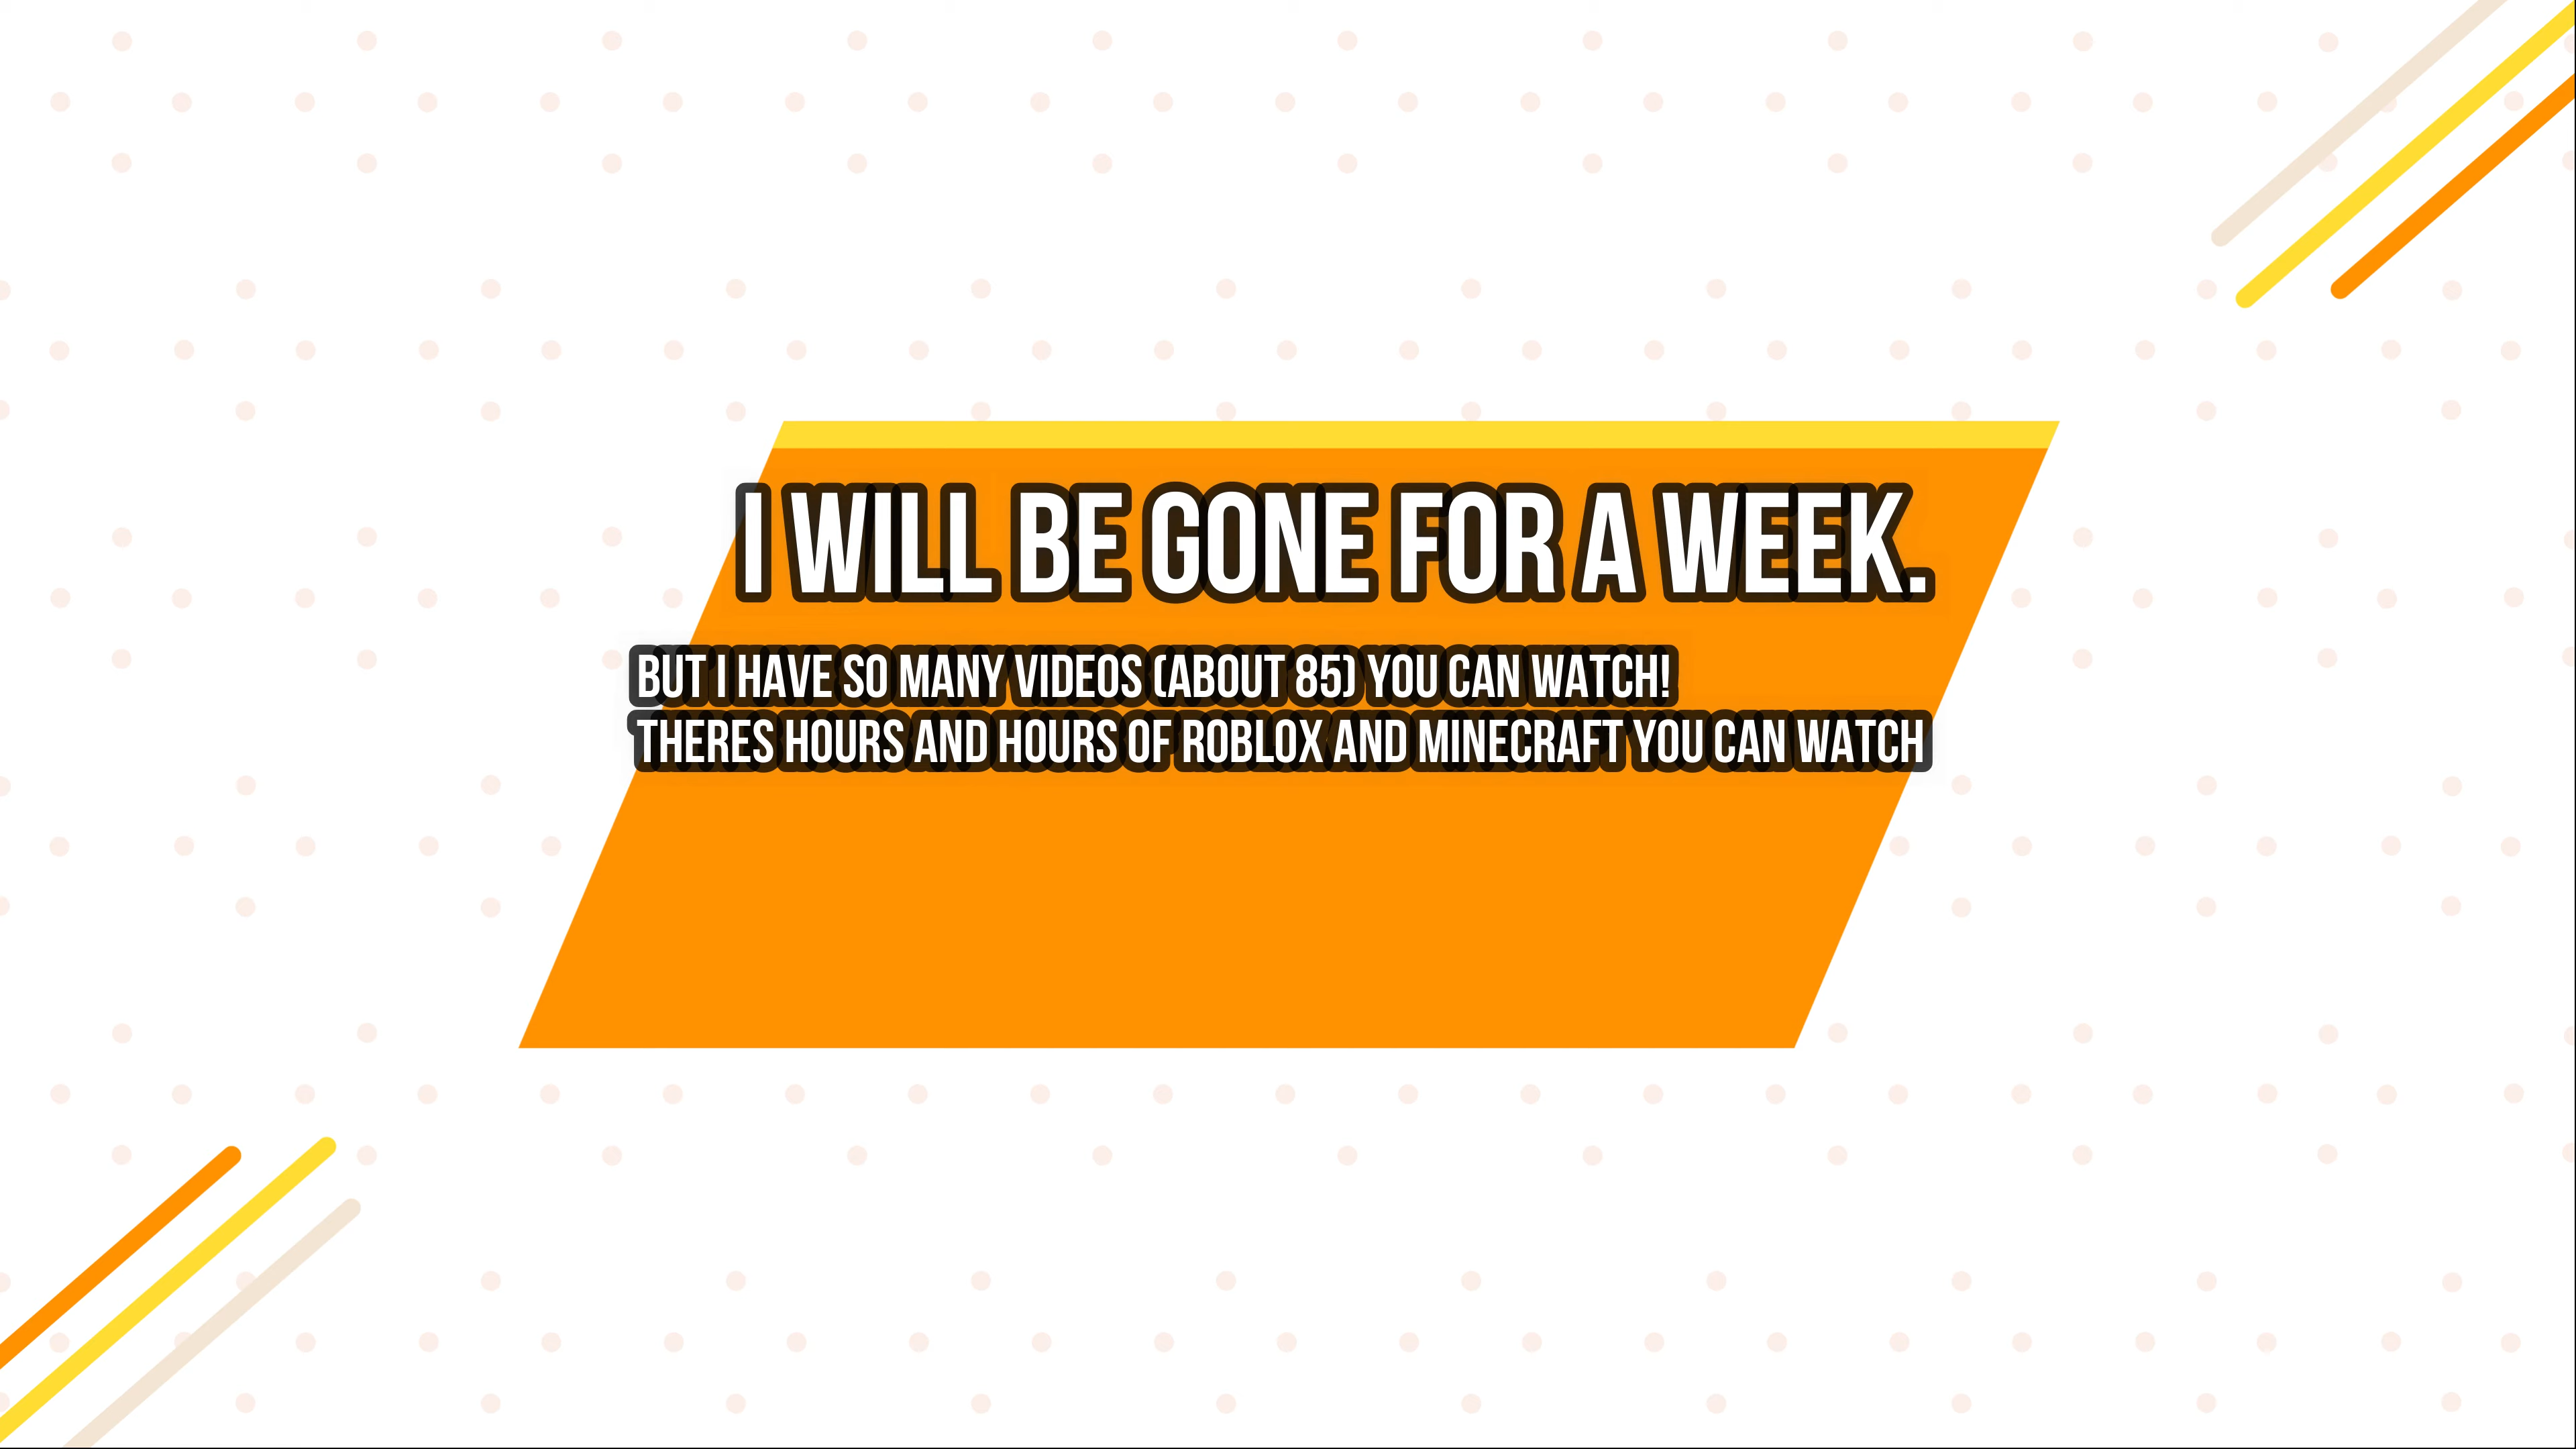 I WILL BE GONE FOR A WEEK.
BUT I HAVE SO MANY VIDEOS (ABOUT 85) YOU CAN WATCH!
THERES HOURS AND HOURS OF ROBLOX AND MINECRAFT YOU CAN WATCH